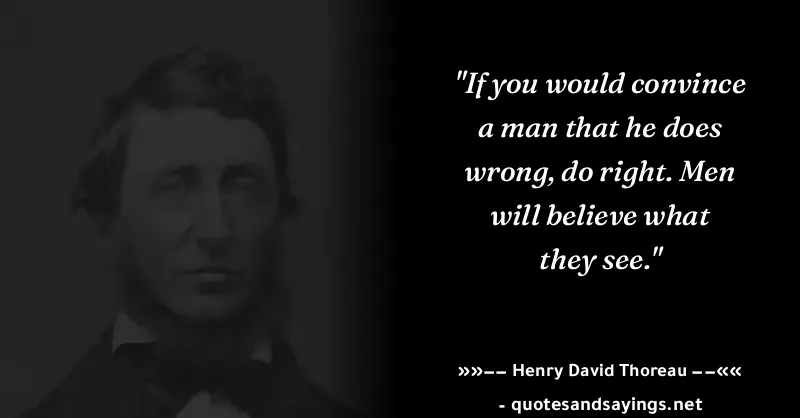 "If you would convince
a man that he does
wrong, do right. Men
will believe what
they see."
»»—— Henry David Thoreau ——««
- quotesandsayings.net